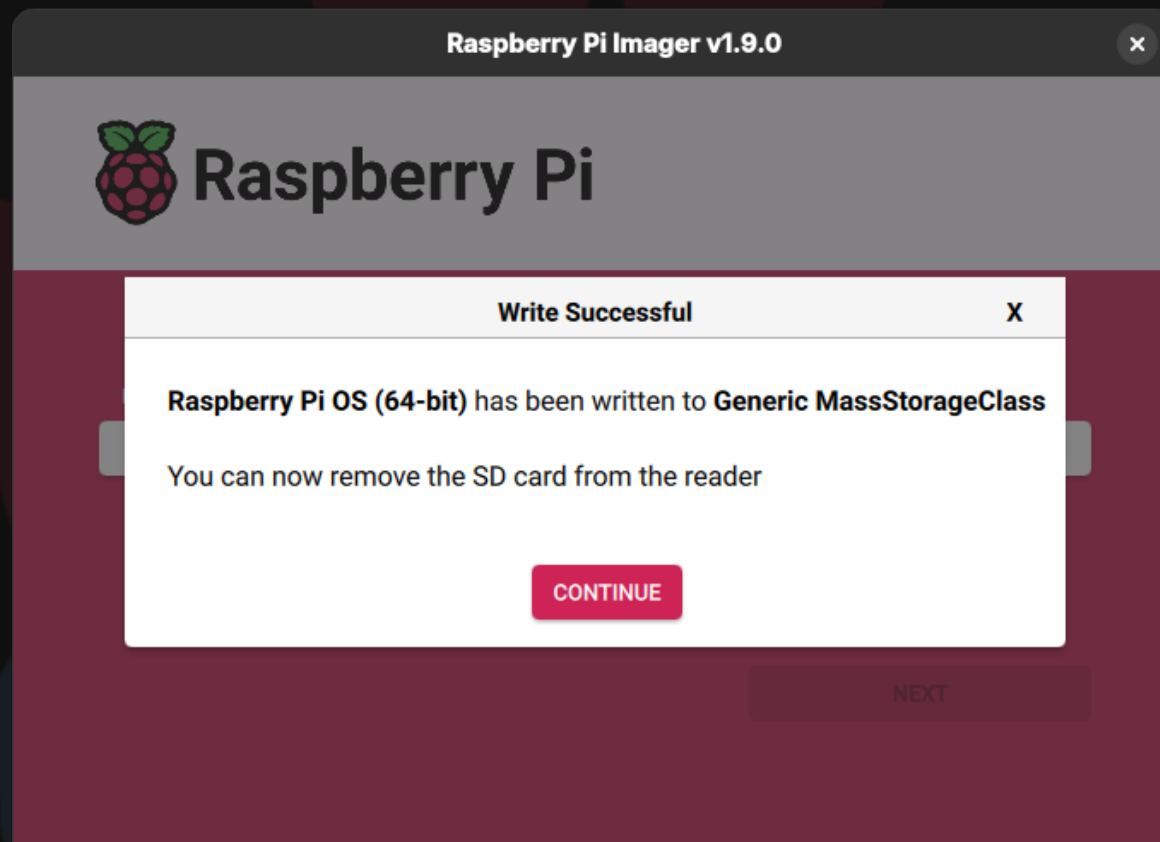 Raspberry Pi Imager v1.9.0
Raspberry Pi
Write Successful X
Raspberry Pi OS (64-bit) has been written to Generic MassStorageClass
You can now remove the SD card from the reader
CONTINUE
NEXT